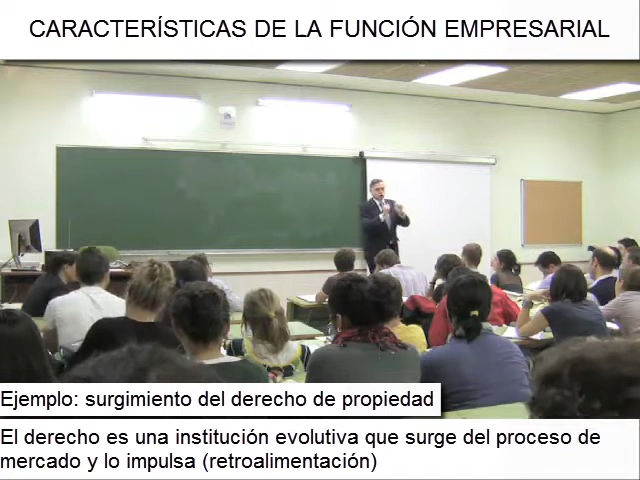 CARACTERÍSTICAS DE LA FUNCIÓN EMPRESARIAL
Ejemplo: surgimiento del derecho de propiedad
El derecho es una institución evolutiva que surge del proceso de
mercado y lo impulsa (retroalimentación)